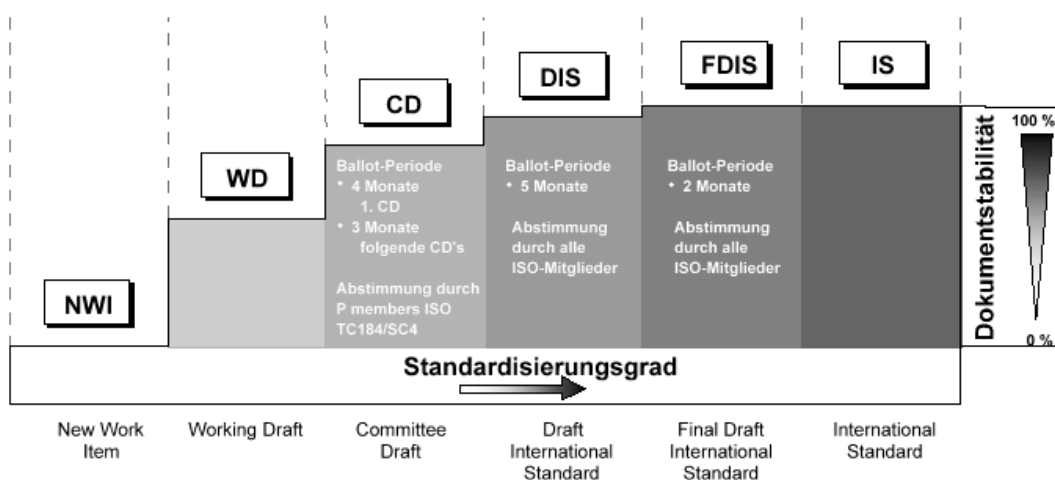 NWI
WD
CD
DIS
FDIS
IS
Ballot-Periode
• 4 Monate
1. CD
• 3 Monate
folgende CD's
Abstimmung durch
P members ISO
TC184/SC4
Ballot-Periode
• 5 Monate
Abstimmung
durch alle
ISO-Mitglieder
Ballot-Periode
• 2 Monate
Abstimmung
durch alle
ISO-Mitglieder
Dokumentstabilität
100 %
0 %
Standardisierungsgrad
New Work
Item
Working Draft
Committee
Draft
Draft
International
Standard
Final Draft
International
Standard
International
Standard